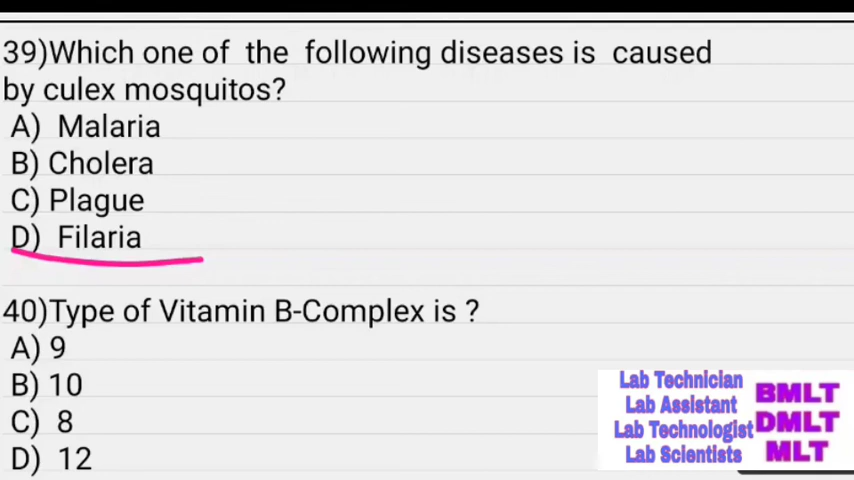 39)Which one of the following diseases is caused
by culex mosquitos?
A) Malaria
B) Cholera
C) Plague
D) Filaria
40)Type of Vitamin B-Complex is ?
A) 9
B) 10
C) 8
D) 12
Lab Technician
Lab Assistant
Lab Technologist
Lab Scientists
BMLT
DMLT
MLT